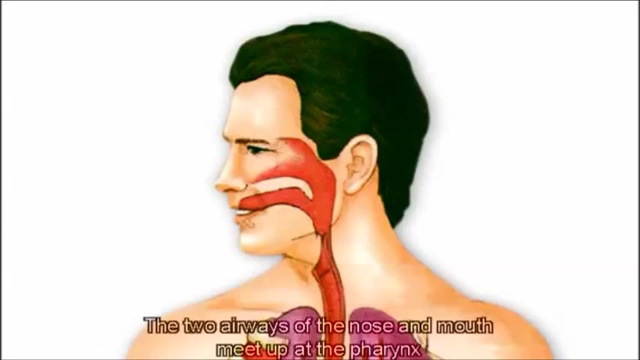 The two airways of the nose and mouth
meet up at the pharynx